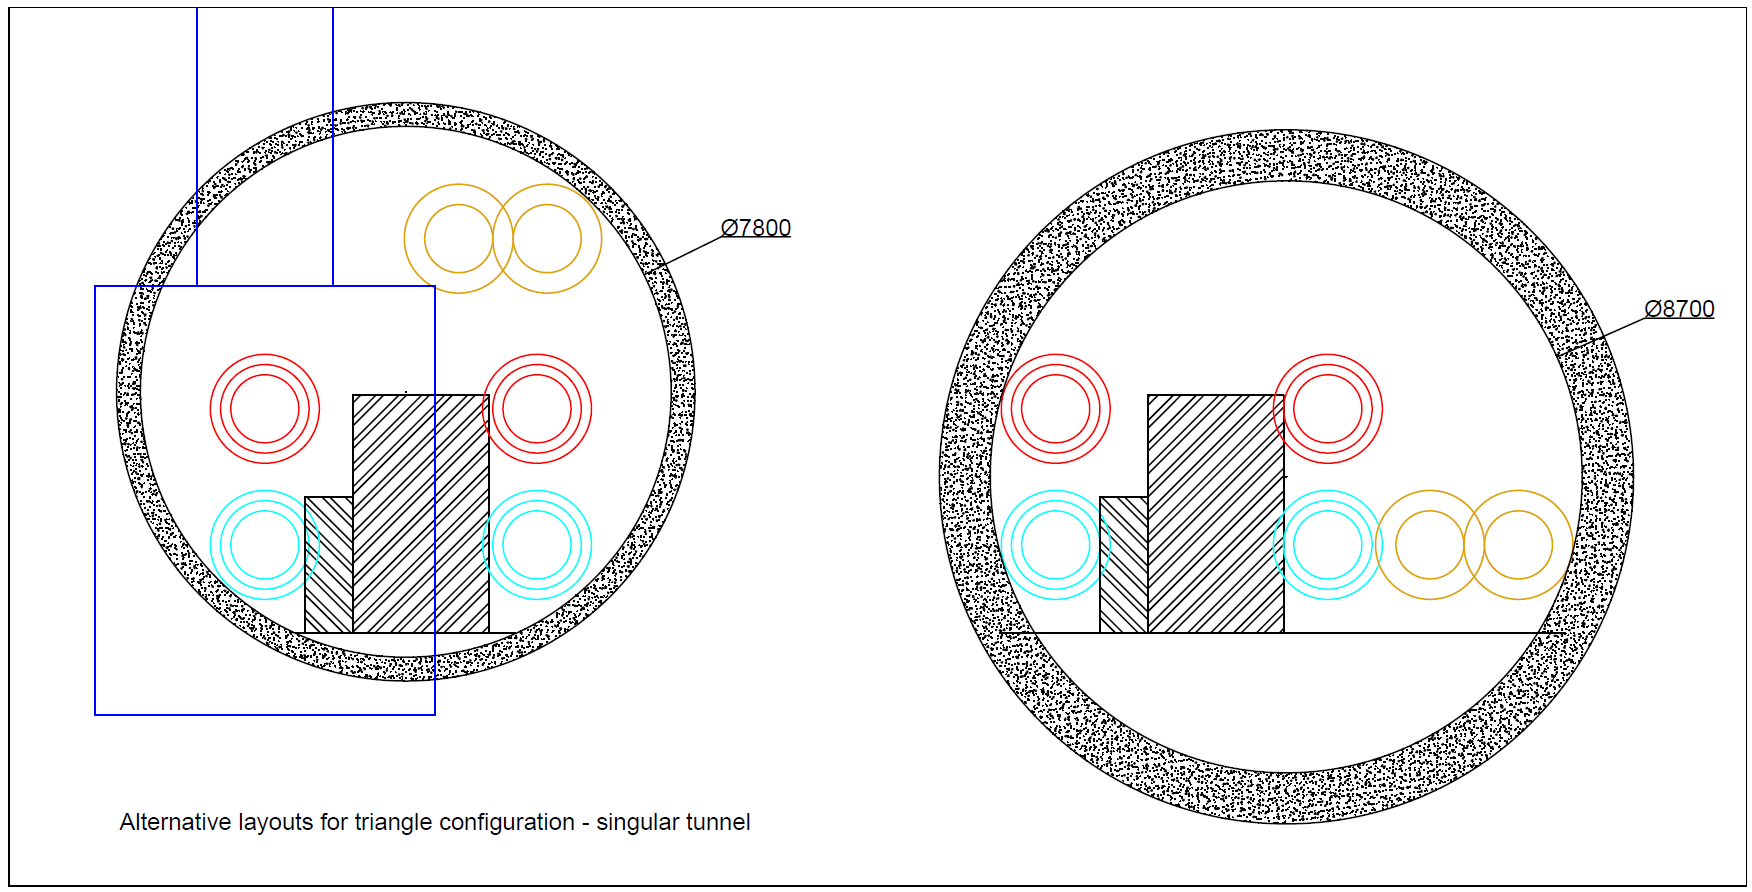 Ø7800
Ø8700
Alternative layouts for triangle configuration - singular tunnel